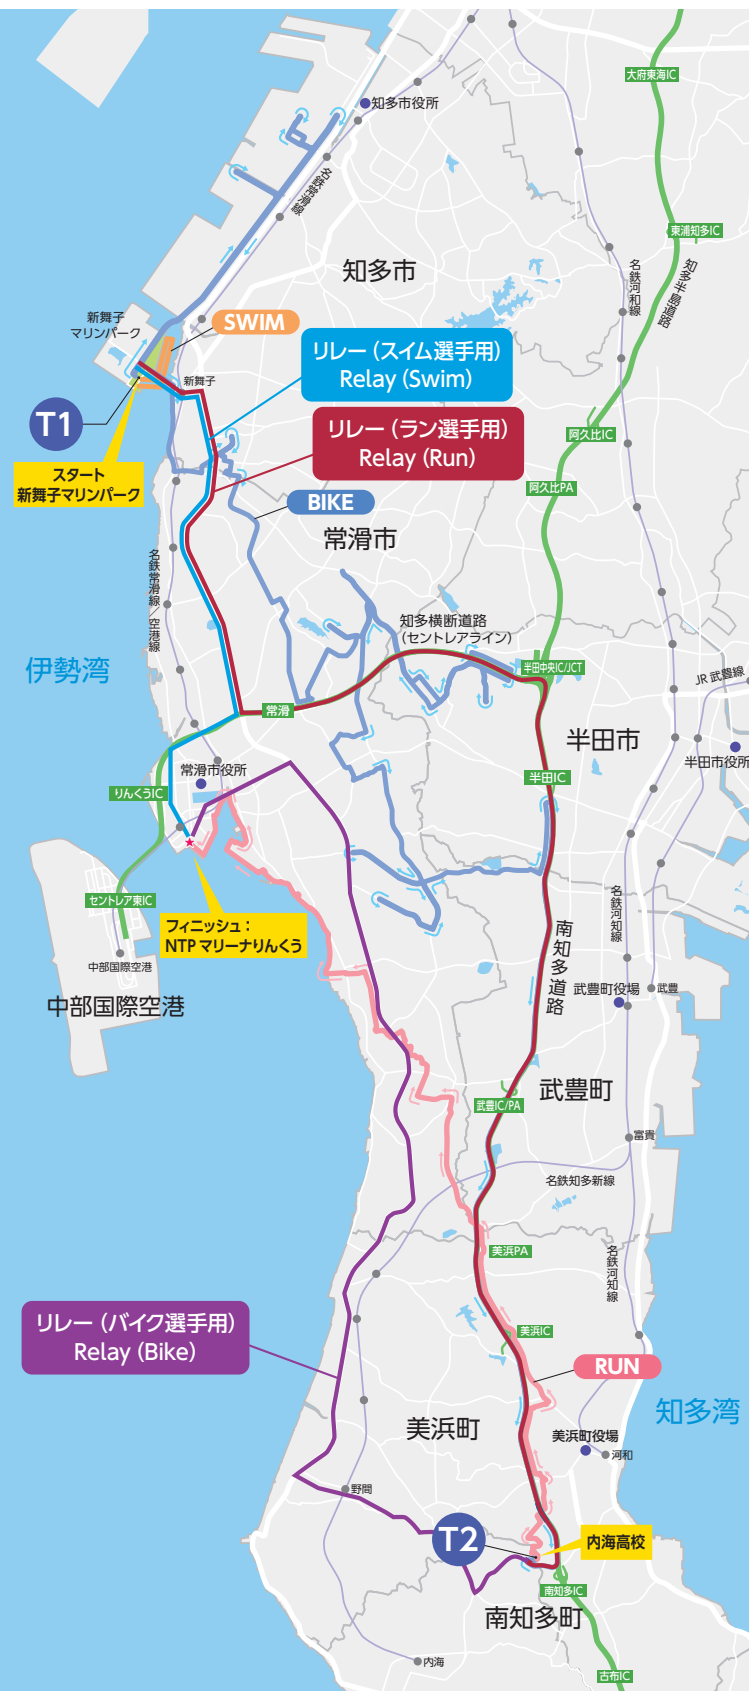 大府東海IC
知多市役所
名鉄常滑線
東浦知多IC
知多半島道路
名鉄河和線
知多市
新舞子
マリンパーク
SWIM
リレー（スイム選手用）
Relay (Swim)
新舞子
T1
リレー（ラン選手用）
Relay (Run)
阿久比IC
スタート
新舞子マリンパーク
阿久比PA
BIKE
常滑市
名鉄常滑線／空港線
知多横断道路
（セントレアライン）
伊勢湾
半田中央IC/JCT
JR 武豊線
常滑
半田市
半田市役所
常滑市役所
半田IC
りんくうIC
セントレア東IC
フィニッシュ：
NTP マリーナりんくう
名鉄河和線
南知多道路
中部国際空港
中部国際空港
武豊町役場
武豊
武豊町
武豊IC/PA
富貴
名鉄知多新線
美浜PA
名鉄河和線
リレー（バイク選手用）
Relay (Bike)
美浜IC
RUN
知多湾
美浜町
美浜町役場
河和
野間
T2
内海高校
南知多IC
南知多町
内海
古布IC